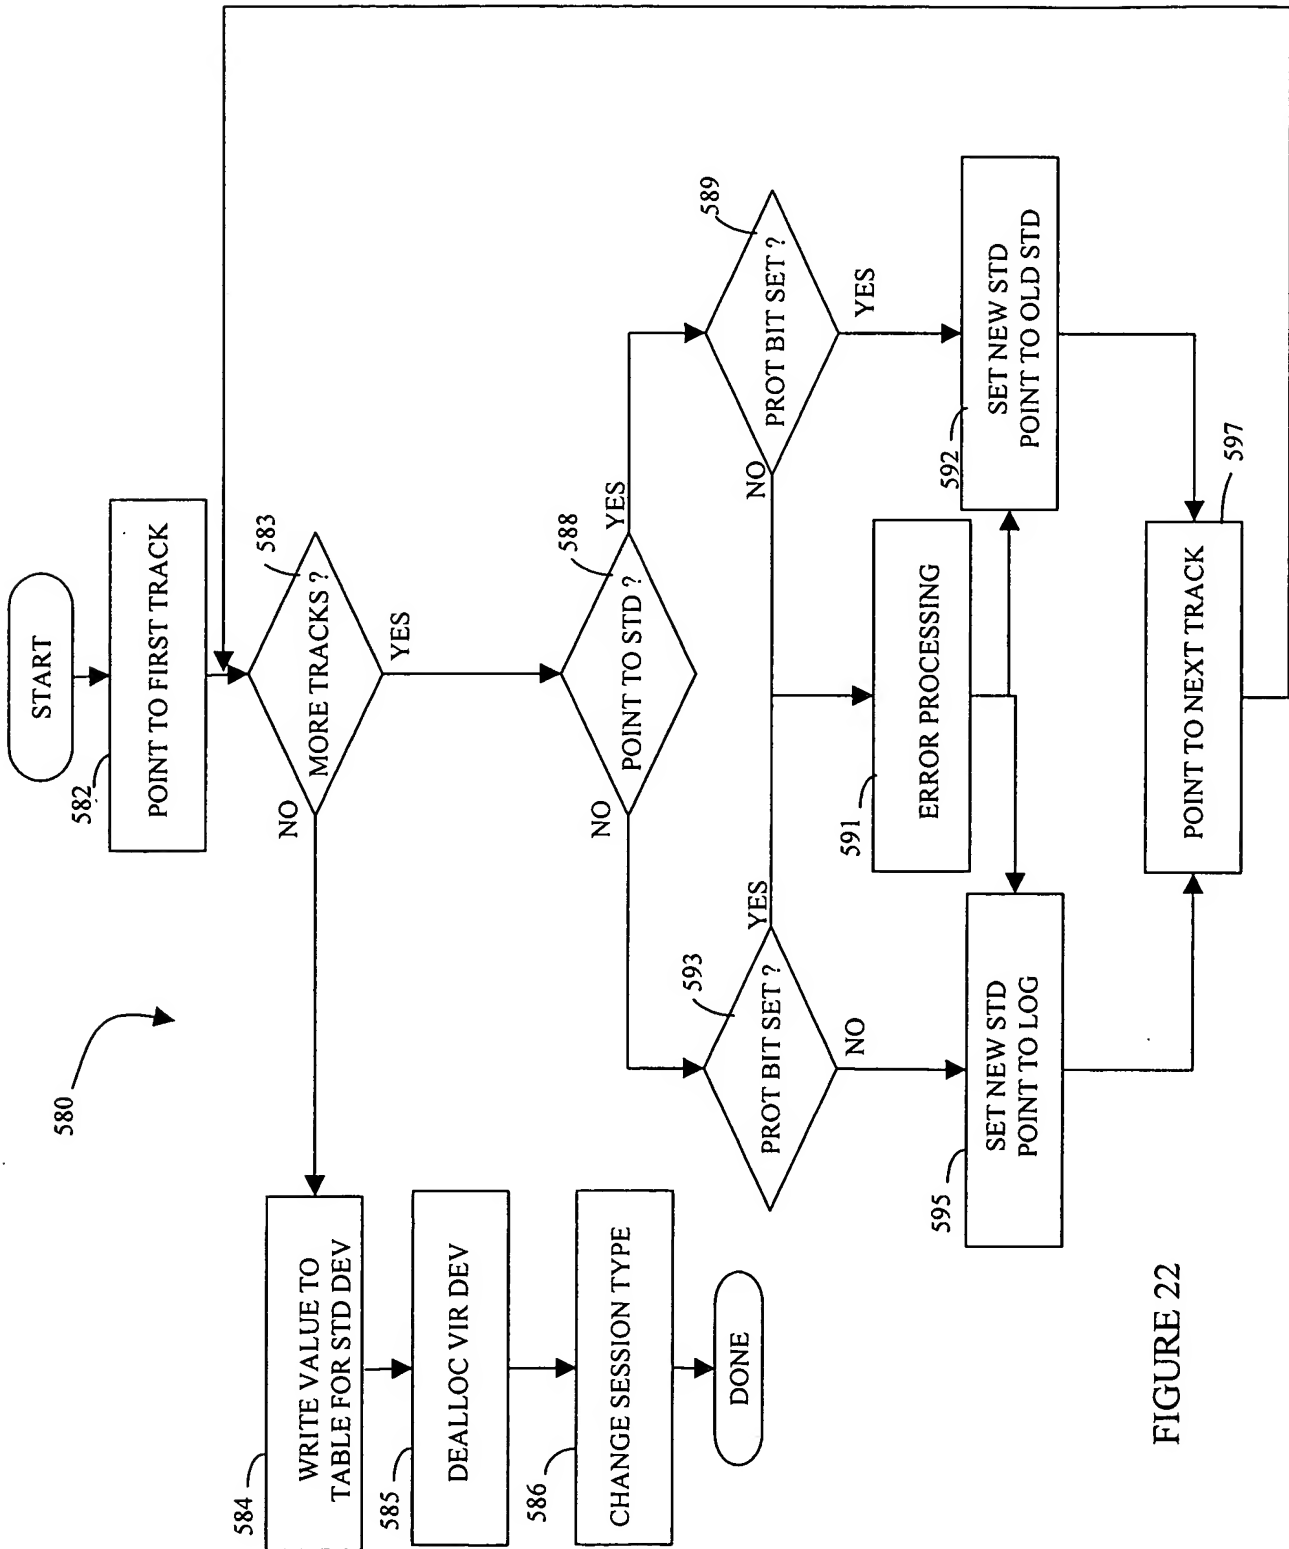 START
582
POINT TO FIRST TRACK
583
MORE TRACKS ?
NO
YES
580
584
WRITE VALUE TO
TABLE FOR STD DEV
585
DEALLOC VIR DEV
586
CHANGE SESSION TYPE
DONE
588
POINT TO STD ?
NO
YES
593
PROT BIT SET ?
YES
NO
589
PROT BIT SET ?
NO
YES
591
ERROR PROCESSING
595
SET NEW STD
POINT TO LOG
592
SET NEW STD
POINT TO OLD STD
597
POINT TO NEXT TRACK
FIGURE 22